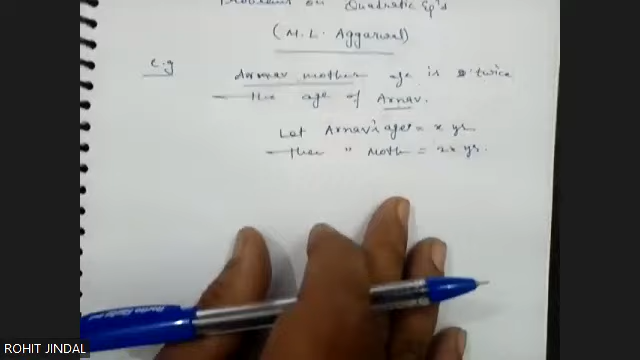 Problems on Quadratic Eqn's
(M.L. Aggarwal)
e.g Arnav mother age is twice
the age of Arnav.
Let Arnav's age = x yr
Then " Moth = 2x yr.
ROHIT JINDAL